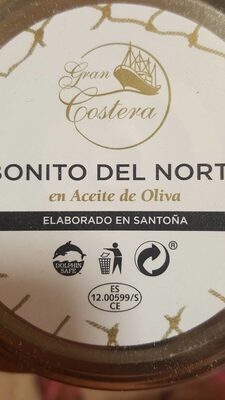 Gran
Costera
BONITO DEL NORT
en Aceite de Oliva
ELABORADO EN SANTOÑA
DOLPHIN
SAFE
®
ES
12.00599/S
CE